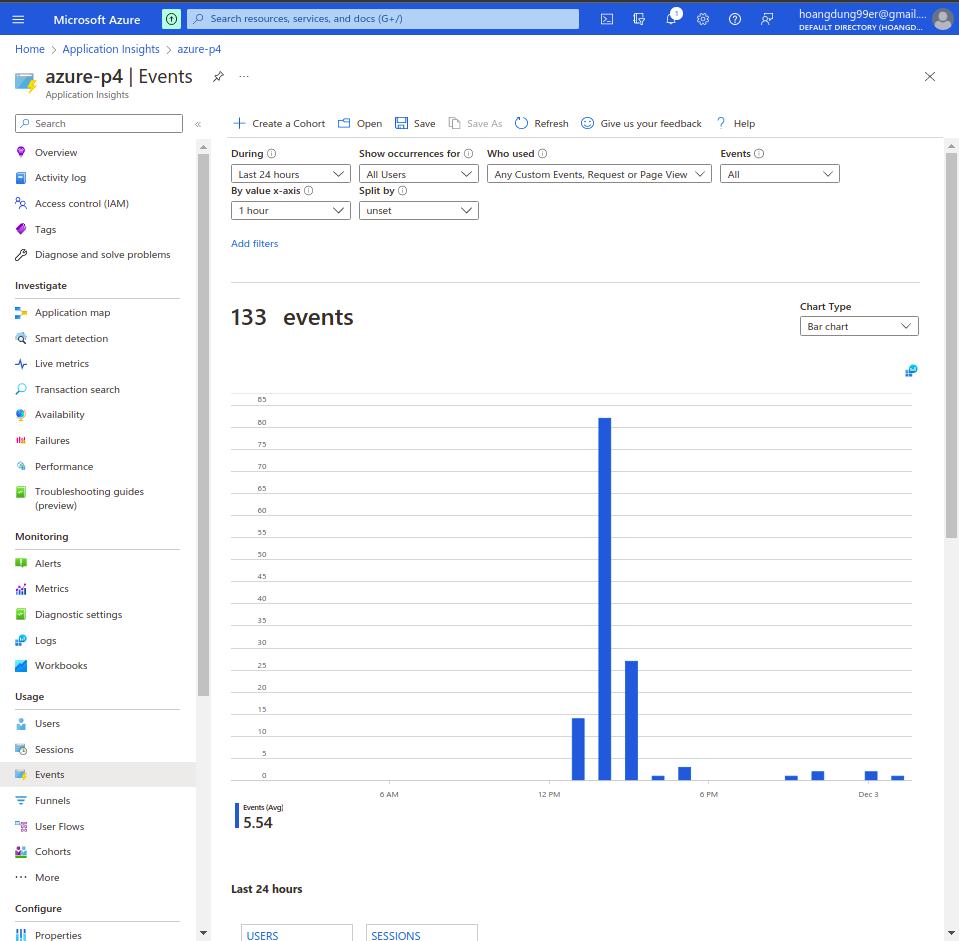 Microsoft Azure
Search resources, services, and docs (G+/)
1
hoangdung99er@gmail....
DEFAULT DIRECTORY (HOANGD...
Home > Application Insights > azure-p4
azure-p4 | Events
Application Insights
Search
«
Overview
Activity log
Access control (IAM)
Tags
Diagnose and solve problems
Investigate
Application map
Smart detection
Live metrics
Transaction search
Availability
Failures
Performance
Troubleshooting guides
(preview)
Monitoring
Alerts
Metrics
Diagnostic settings
Logs
Workbooks
Usage
Users
Sessions
Events
Funnels
User Flows
Cohorts
More
Configure
Properties
Create a Cohort Open Save Save As Refresh Give us your feedback ? Help
During Show occurrences for Who used Events
Last 24 hours All Users Any Custom Events, Request or Page View All
By value x-axis Split by
1 hour unset
Add filters
133 events
Chart Type
Bar chart
85
80
75
70
65
60
55
50
45
40
35
30
25
20
15
10
5
0
6 AM 12 PM 6 PM Dec 3
Events (Avg)
5.54
Last 24 hours
USERS SESSIONS